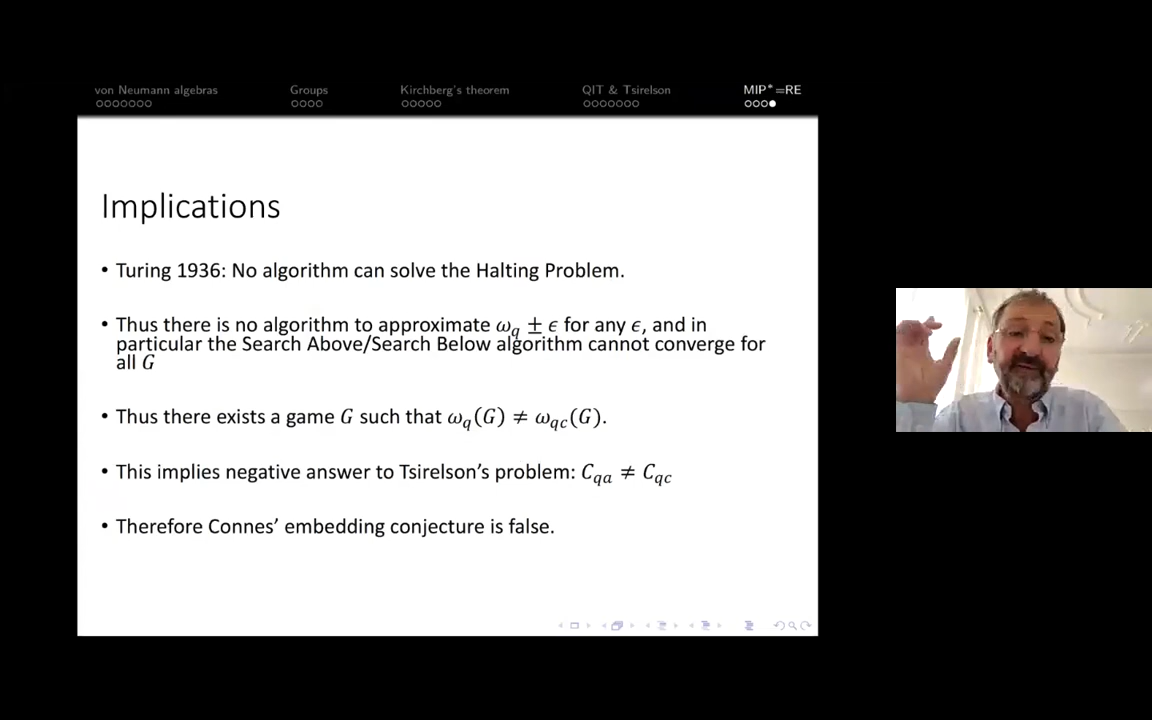 von Neumann algebras Groups Kirchberg's theorem QIT & Tsirelson MIP*=RE
Implications
• Turing 1936: No algorithm can solve the Halting Problem.
• Thus there is no algorithm to approximate ω_q ± ϵ for any ϵ, and in
particular the Search Above/Search Below algorithm cannot converge for
all G
• Thus there exists a game G such that ω_q(G) ≠ ω_qc(G).
• This implies negative answer to Tsirelson's problem: C_qa ≠ C_qc
• Therefore Connes' embedding conjecture is false.